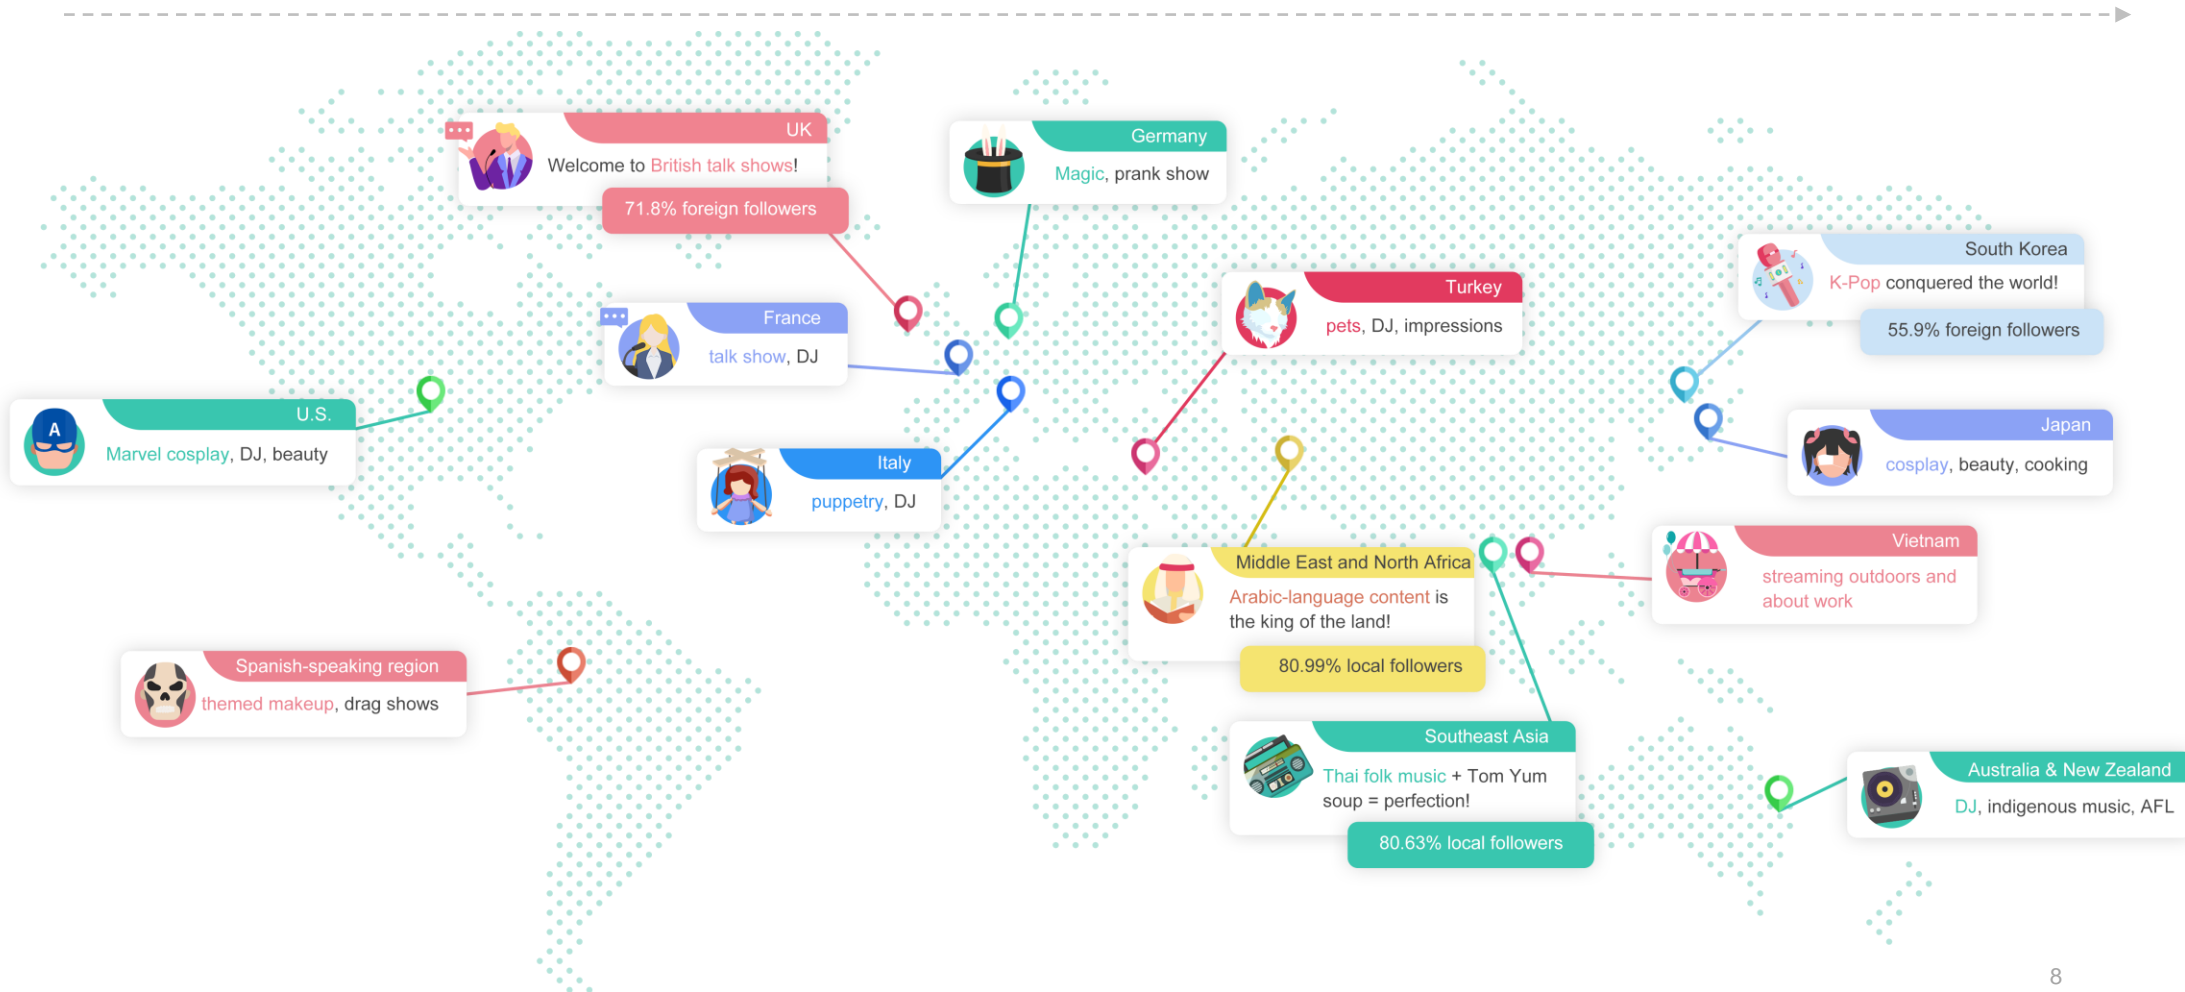 UK
Welcome to British talk shows!
71.8% foreign followers
Germany
Magic, prank show
South Korea
K-Pop conquered the world!
55.9% foreign followers
Turkey
pets, DJ, impressions
France
talk show, DJ
U.S.
A
Marvel cosplay, DJ, beauty
Japan
cosplay, beauty, cooking
Italy
puppetry, DJ
Vietnam
streaming outdoors and
about work
Middle East and North Africa
Arabic-language content is
the king of the land!
80.99% local followers
Spanish-speaking region
themed makeup, drag shows
Southeast Asia
Thai folk music + Tom Yum
soup = perfection!
80.63% local followers
Australia & New Zealand
DJ, indigenous music, AFL
8